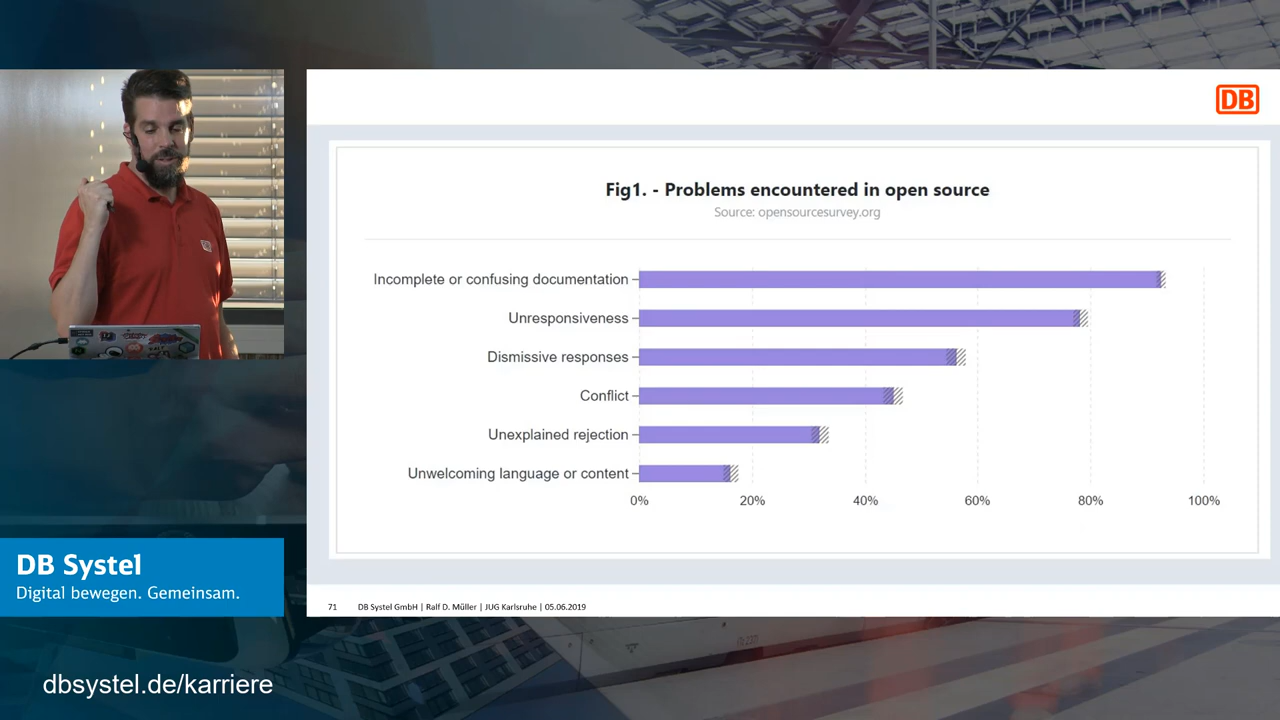 DB
Fig1. - Problems encountered in open source
Source: opensourcesurvey.org
Incomplete or confusing documentation
Unresponsiveness
Dismissive responses
Conflict
Unexplained rejection
Unwelcoming language or content
0% 20% 40% 60% 80% 100%
71 DB Systel GmbH | Ralf D. Müller | JUG Karlsruhe | 05.06.2019
DB Systel
Digital bewegen. Gemeinsam.
dbsystel.de/karriere